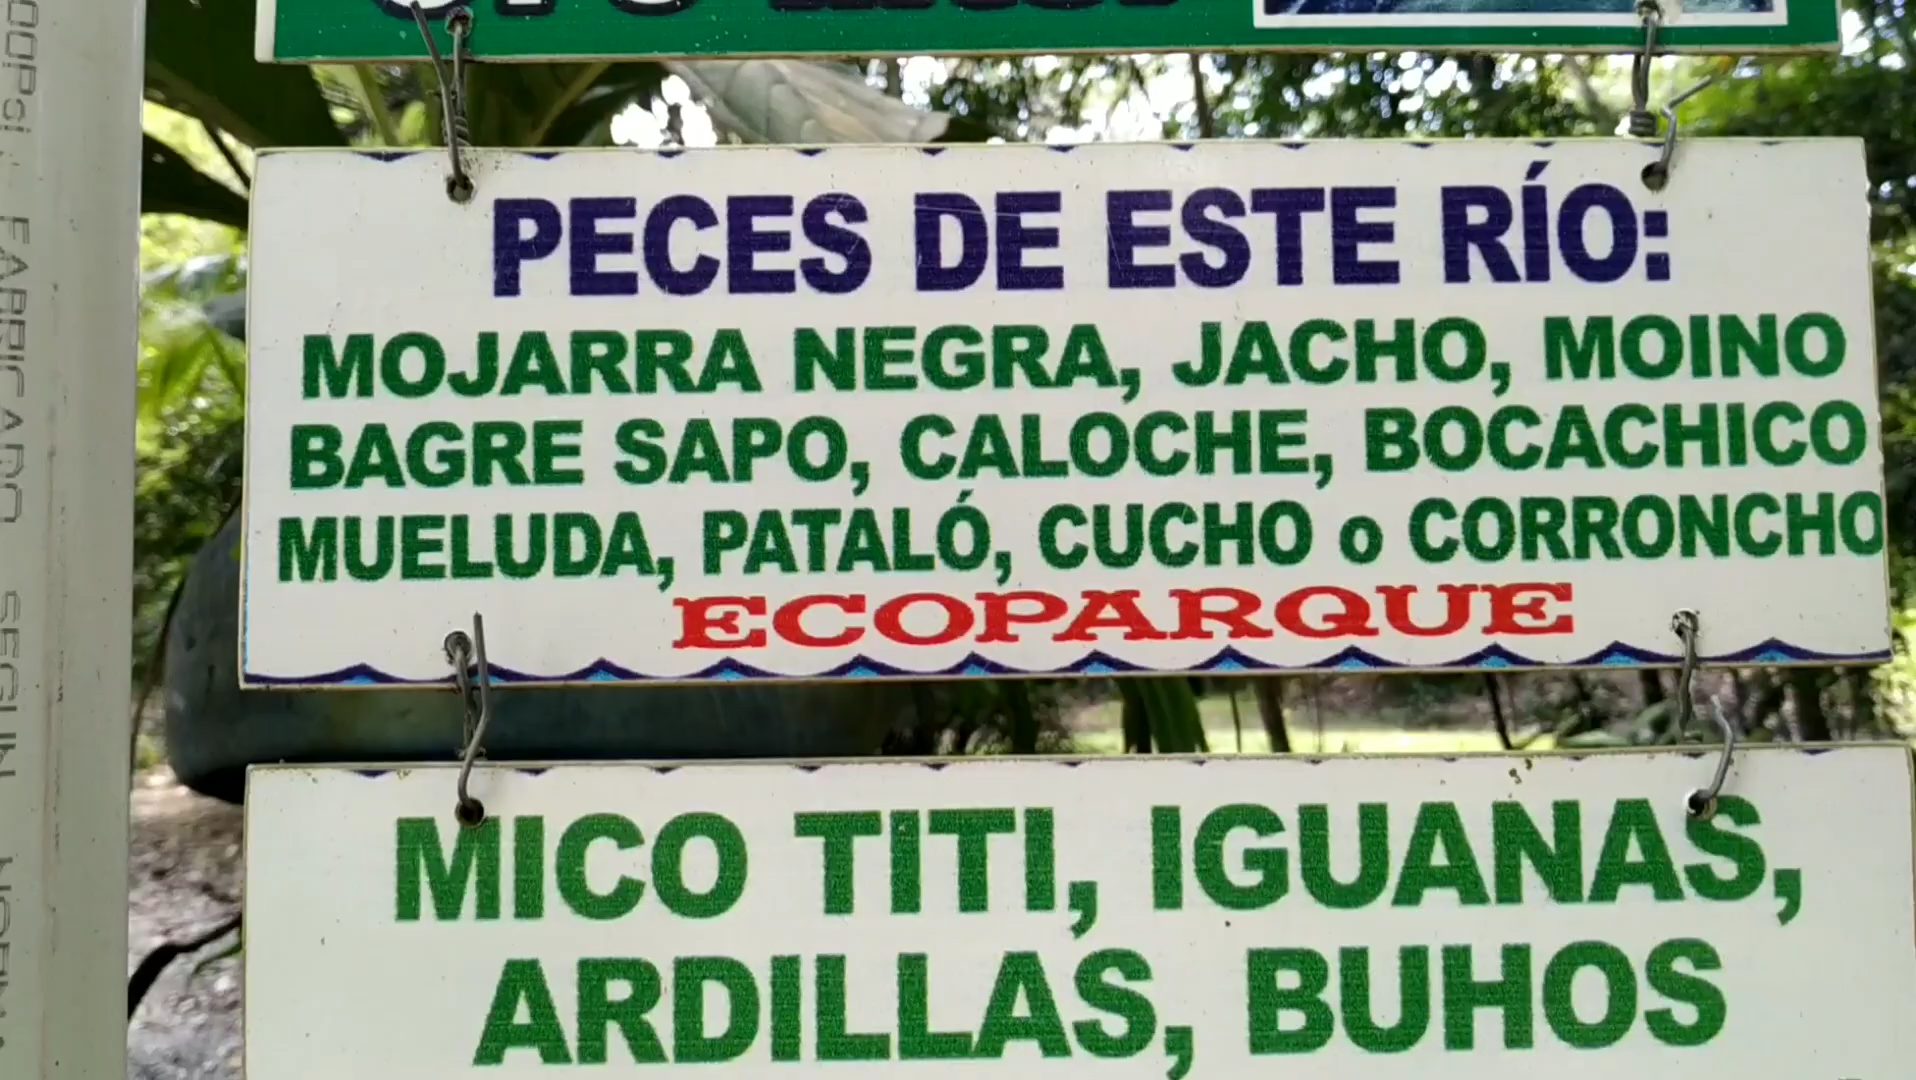 PECES DE ESTE RÍO:
MOJARRA NEGRA, JACHO, MOINO
BAGRE SAPO, CALOCHE, BOCACHICO
MUELUDA, PATALÓ, CUCHO o CORRONCHO
ECOPARQUE
MICO TITI, IGUANAS,
ARDILLAS, BUHOS